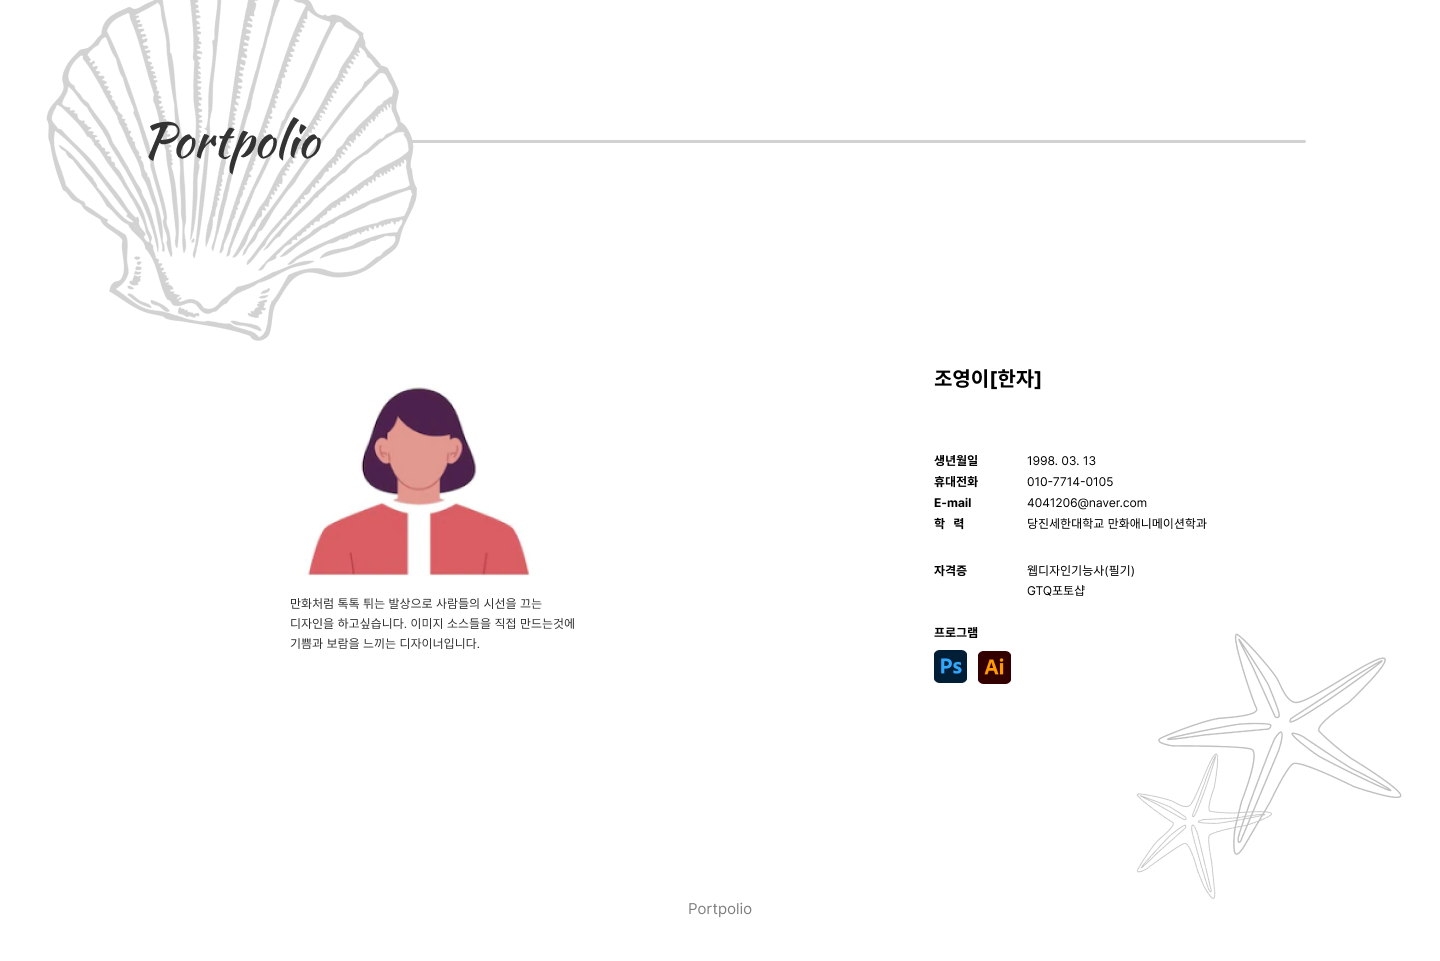 Portpolio
조영이[한자]
생년월일 1998. 03. 13
휴대전화 010-7714-0105
E-mail 4041206@naver.com
학 력 당진세한대학교 만화애니메이션학과
자격증 웹디자인기능사(필기)
GTQ포토샵
프로그램
Ps Ai
만화처럼 톡톡 튀는 발상으로 사람들의 시선을 끄는
디자인을 하고싶습니다. 이미지 소스들을 직접 만드는것에
기쁨과 보람을 느끼는 디자이너입니다.
Portpolio